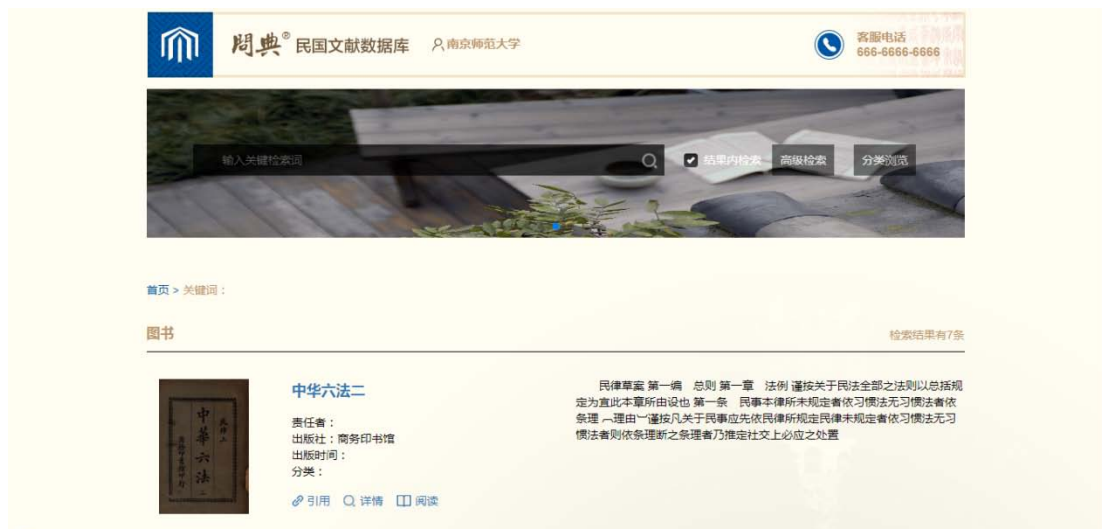 問典® 民国文献数据库 南京师范大学
客服电话
666-6666-6666
输入关键检索词 结果内检索 高级检索 分类浏览
首页 > 关键词：
图书 检索结果有7条
中华六法二
责任者：
出版社：商务印书馆
出版时间：
分类：
引用 详情 阅读
民律草案 第一编 总则 第一章 法例 谨按关于民法全部之法则以总括规
定为宜此本章所由设也 第一条 民事本律所未规定者依习惯法无习惯法者依
条理 ︵理由︶谨按凡关于民事应先依民律所规定民律未规定者依习惯法无习
惯法者则依条理断之条理者乃推定社交上必应之处置
中華六法